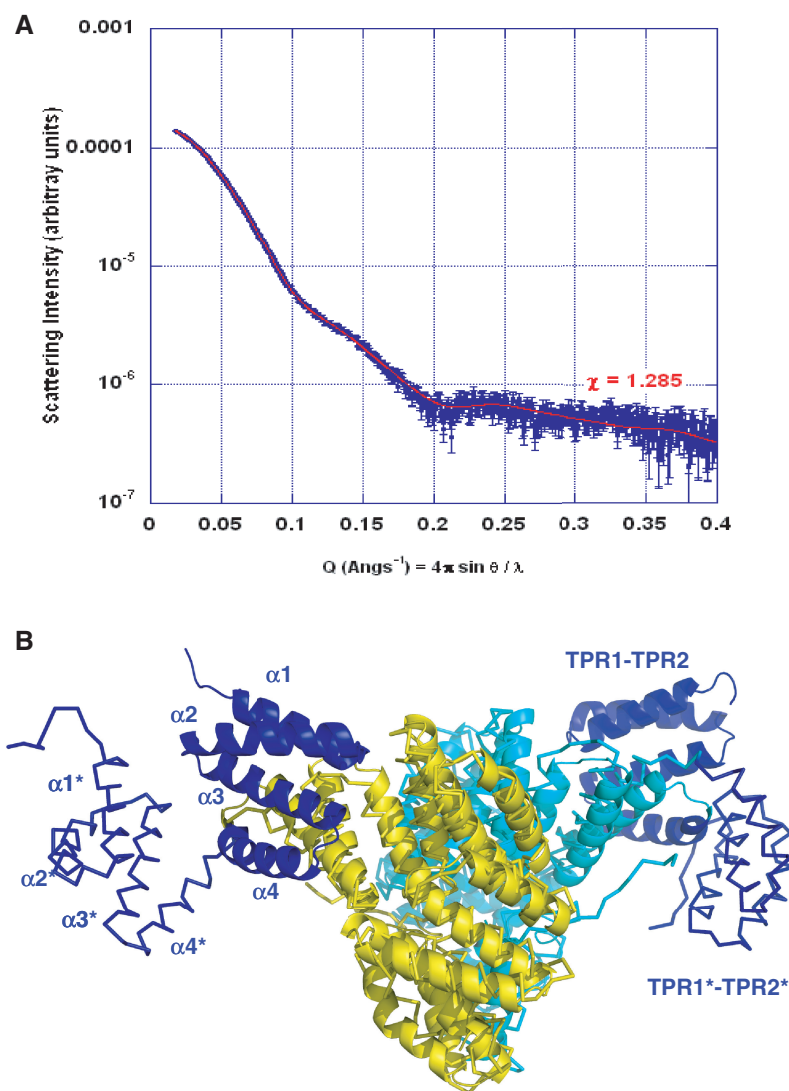 A
0.001
0.0001
10⁻⁵
10⁻⁶
10⁻⁷
Scattering Intensity (arbitray units)
χ = 1.285
0 0.05 0.1 0.15 0.2 0.25 0.3 0.35 0.4
Q (Angs⁻¹) = 4π sin θ / λ
B
TPR1-TPR2
α1
α2
α1*
α3
α2*
α4
α3*
α4*
TPR1*-TPR2*